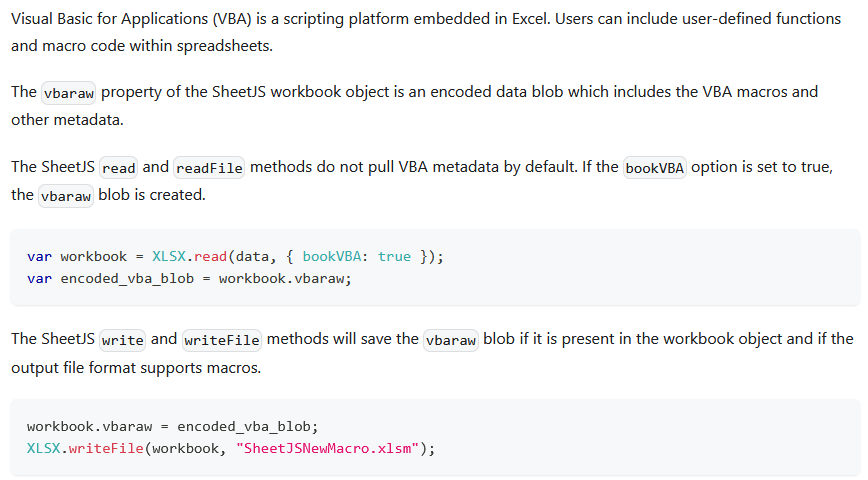 Visual Basic for Applications (VBA) is a scripting platform embedded in Excel. Users can include user-defined functions
and macro code within spreadsheets.
The vbaraw property of the SheetJS workbook object is an encoded data blob which includes the VBA macros and
other metadata.
The SheetJS read and readFile methods do not pull VBA metadata by default. If the bookVBA option is set to true,
the vbaraw blob is created.
var workbook = XLSX.read(data, { bookVBA: true });
var encoded_vba_blob = workbook.vbaraw;
The SheetJS write and writeFile methods will save the vbaraw blob if it is present in the workbook object and if the
output file format supports macros.
workbook.vbaraw = encoded_vba_blob;
XLSX.writeFile(workbook, "SheetJSNewMacro.xlsm");